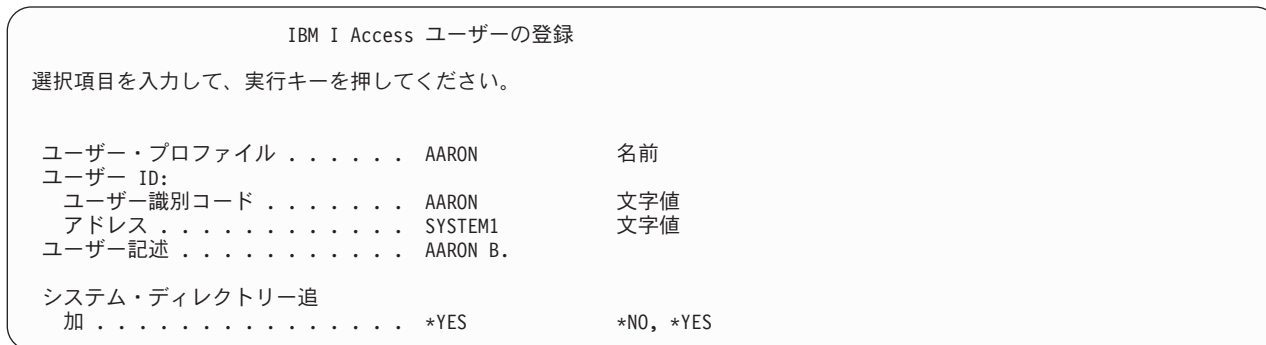 IBM I Access ユーザーの登録
選択項目を入力して、実行キーを押してください。
ユーザー・プロファイル . . . . . . AARON 名前
ユーザー ID:
ユーザー識別コード . . . . . . . AARON 文字値
アドレス . . . . . . . . . . . . SYSTEM1 文字値
ユーザー記述 . . . . . . . . . . . AARON B.
システム・ディレクトリー追
加 . . . . . . . . . . . . . . . *YES *NO, *YES